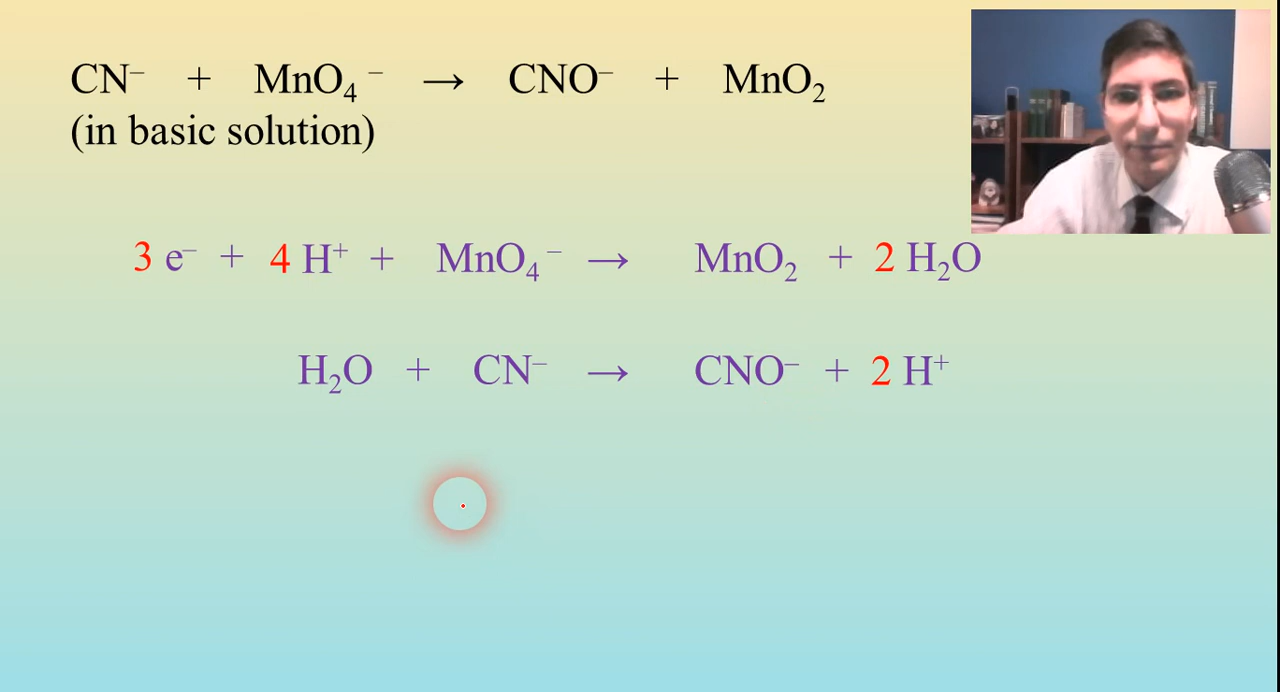 CN⁻ + MnO₄⁻ → CNO⁻ + MnO₂
(in basic solution)
3 e⁻ + 4 H⁺ + MnO₄⁻ → MnO₂ + 2 H₂O
H₂O + CN⁻ → CNO⁻ + 2 H⁺